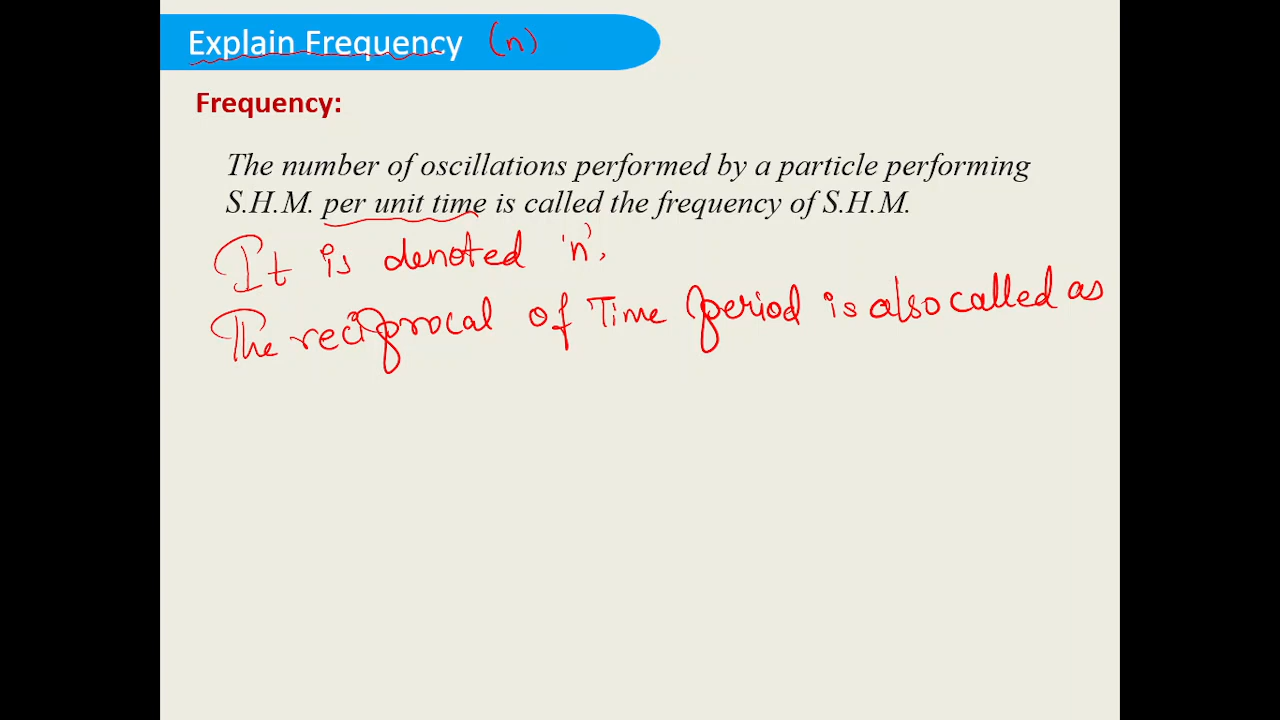 Explain Frequency (n)
Frequency:
The number of oscillations performed by a particle performing
S.H.M. per unit time is called the frequency of S.H.M.
It is denoted 'n',
The reciprocal of Time period is also called as